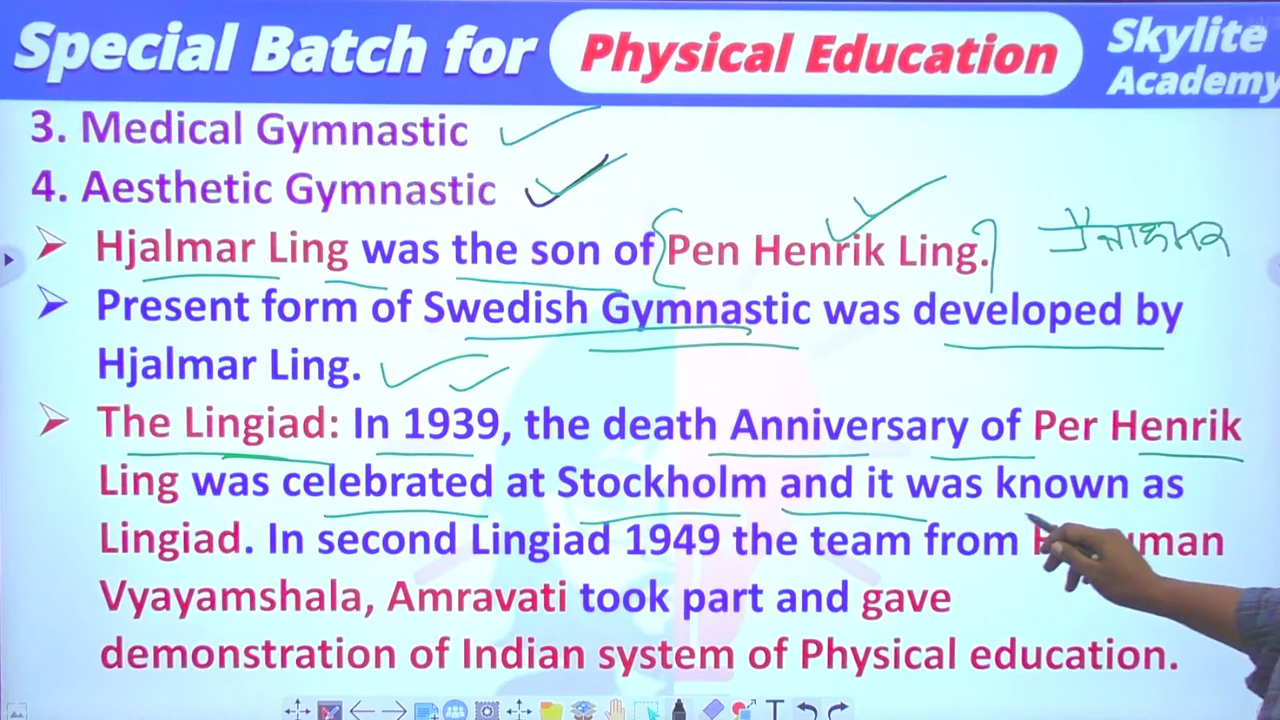 Special Batch for Physical Education Skylite Academy
3. Medical Gymnastic
4. Aesthetic Gymnastic
➢ Hjalmar Ling was the son of Pen Henrik Ling.
➢ Present form of Swedish Gymnastic was developed by
Hjalmar Ling.
➢ The Lingiad: In 1939, the death Anniversary of Per Henrik
Ling was celebrated at Stockholm and it was known as
Lingiad. In second Lingiad 1949 the team from
Vyayamshala, Amravati took part and gave
demonstration of Indian system of Physical education.